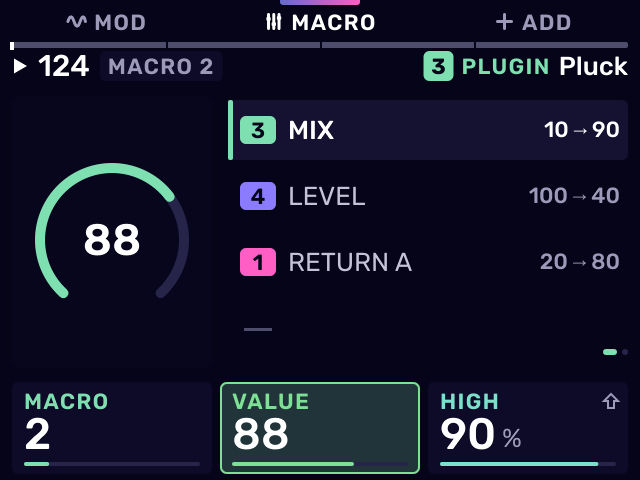 MOD MACRO + ADD
124 MACRO 2 3 PLUGIN Pluck
3 MIX 10→90
4 LEVEL 100→40
88
1 RETURN A 20→80
MACRO VALUE HIGH
2 88 90 %